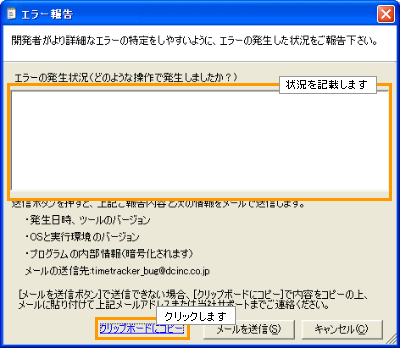 エラー報告
開発者がより詳細なエラーの特定をしやすいように、エラーの発生した状況をご報告下さい。
エラーの発生状況(どのような操作で発生しましたか？)
状況を記載します
送信ボタンを押すと、上記ご報告内容と次の情報をメールで送信します。
・発生日時、ツールのバージョン
・OSと実行環境のバージョン
・プログラムの内部情報(暗号化されます)
メールの送信先:timetracker_bug@dcinc.co.jp
[メールを送信ボタン]で送信できない場合、[クリップボードにコピー]で内容をコピーの上、
メールに貼り付けて上記メールアドレスまたは当社サポートまでご連絡ください。
クリックします
クリップボードにコピー メールを送信(S) キャンセル(C)